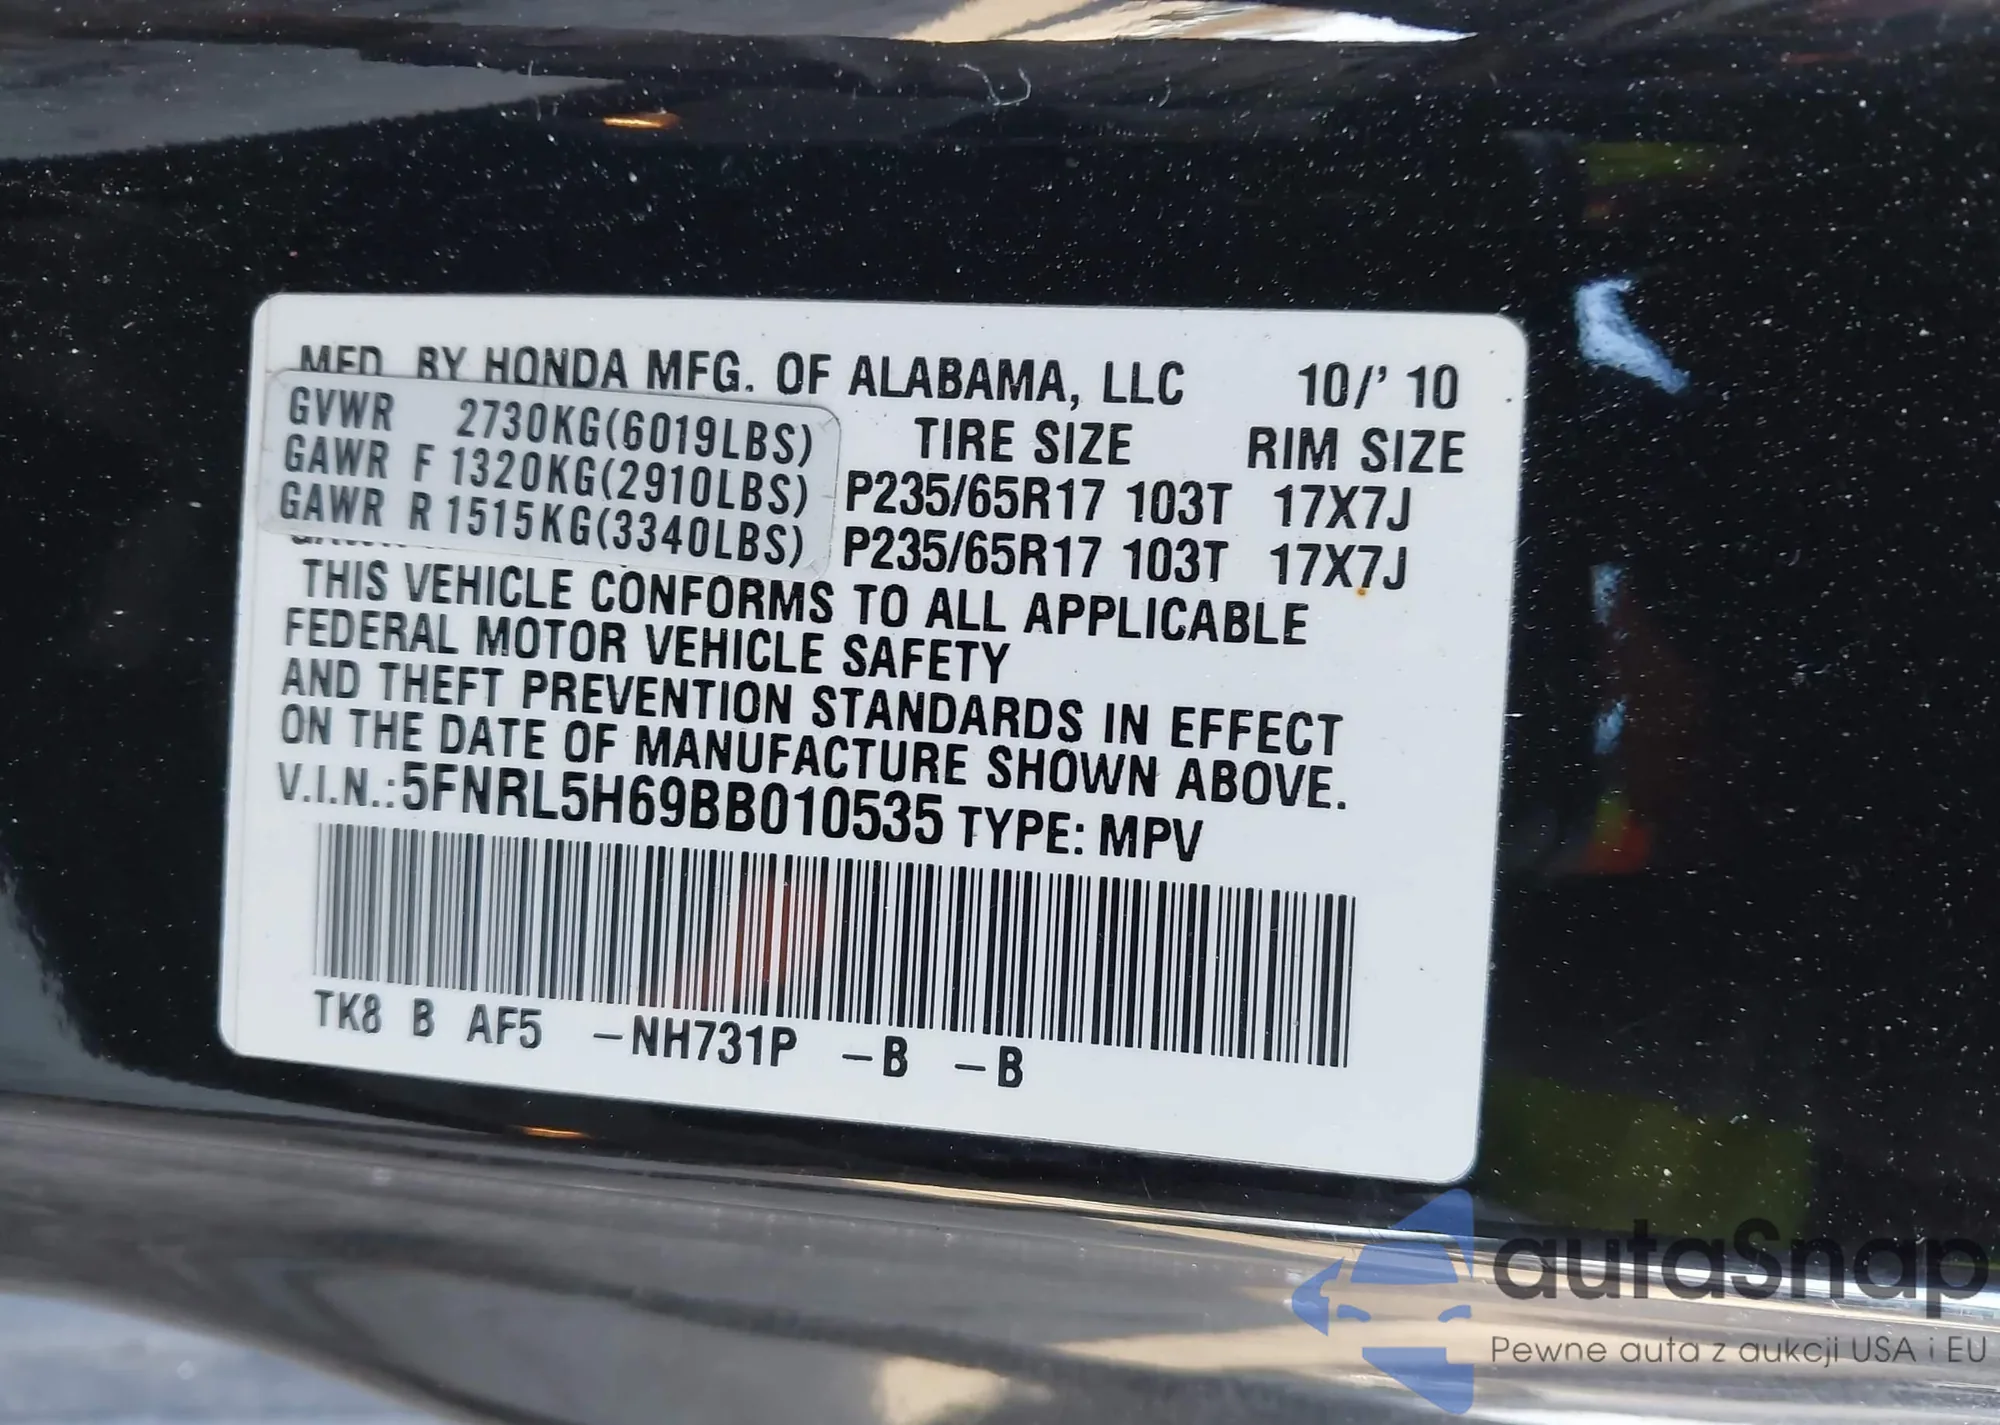 MFD. BY HONDA MFG. OF ALABAMA, LLC 10/' 10
GVWR 2730KG(6019LBS) TIRE SIZE RIM SIZE
GAWR F 1320KG(2910LBS) P235/65R17 103T 17X7J
GAWR R 1515KG(3340LBS) P235/65R17 103T 17X7J
THIS VEHICLE CONFORMS TO ALL APPLICABLE
FEDERAL MOTOR VEHICLE SAFETY
AND THEFT PREVENTION STANDARDS IN EFFECT
ON THE DATE OF MANUFACTURE SHOWN ABOVE.
V.I.N.:5FNRL5H69BB010535 TYPE: MPV
TK8 B AF5 –NH731P –B –B
autaSnap
Pewne auta z aukcji USA i EU